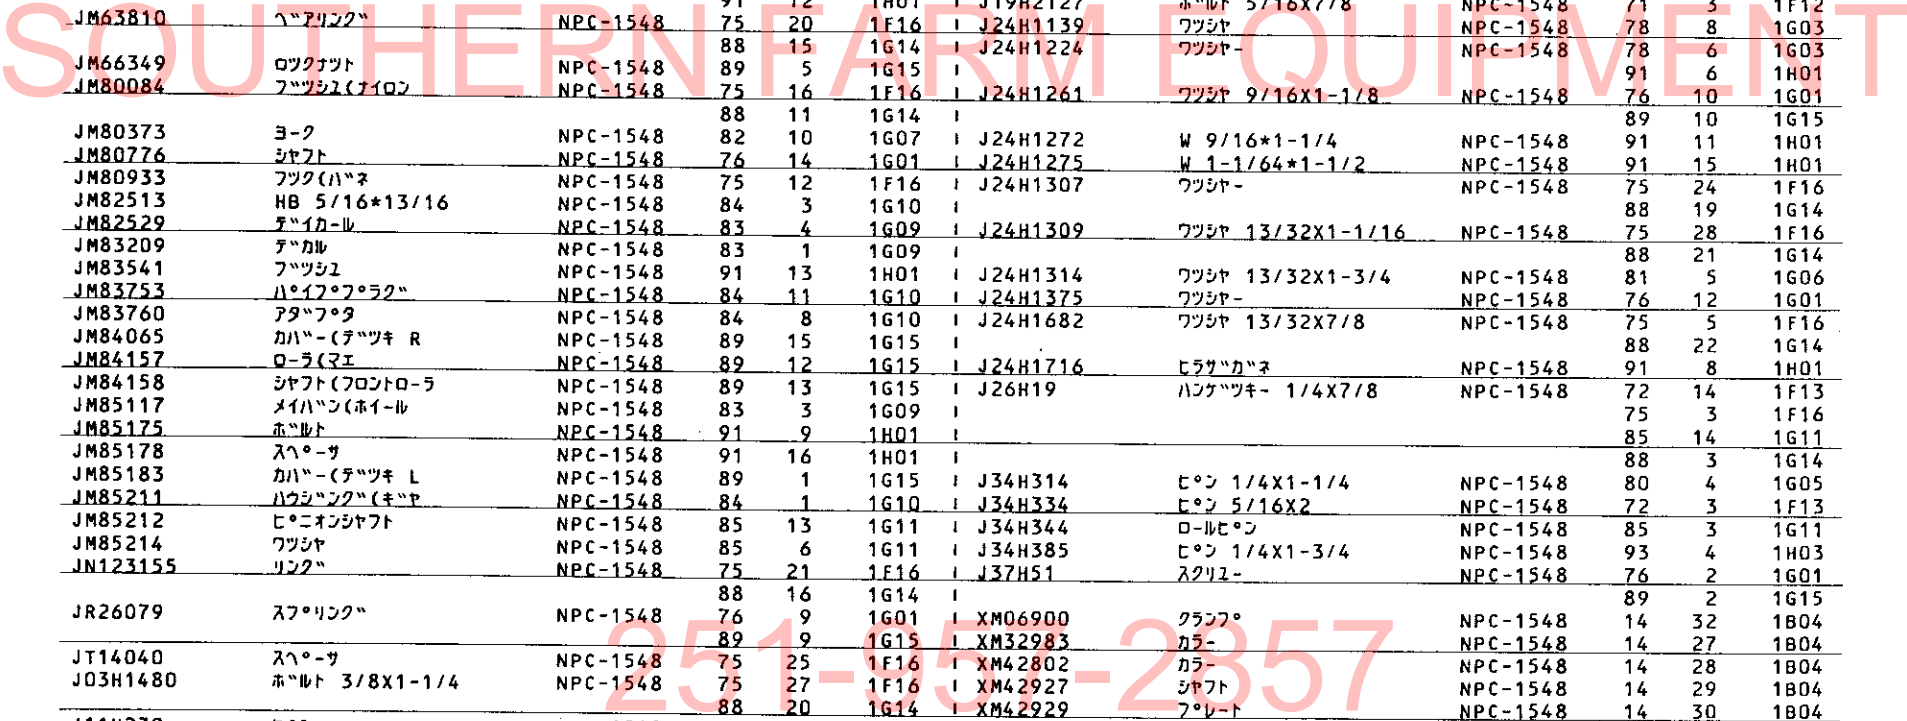 SOUTHERN FARM EQUIPMENT
91 12 1H01 I J19H2127 ボルト 5/16X7/8 NPC-1548 71 3 1F12
JM63810 ベアリング NPC-1548 75 20 1F16 I J24H1139 ワツシヤ NPC-1548 78 8 1G03
88 15 1G14 I J24H1224 ワツシヤー NPC-1548 78 6 1G03
JM66349 ロツクナツト NPC-1548 89 5 1G15 I 91 6 1H01
JM80084 ブツシユ(ナイロン NPC-1548 75 16 1F16 I J24H1261 ワツシヤ 9/16X1-1/8 NPC-1548 76 10 1G01
88 11 1G14 I 89 10 1G15
JM80373 ヨーク NPC-1548 82 10 1G07 I J24H1272 W 9/16*1-1/4 NPC-1548 91 11 1H01
JM80776 シヤフト NPC-1548 76 14 1G01 I J24H1275 W 1-1/64*1-1/2 NPC-1548 91 15 1H01
JM80933 フツク(バネ NPC-1548 75 12 1F16 I J24H1307 ワツシヤー NPC-1548 75 24 1F16
JM82513 HB 5/16*13/16 NPC-1548 84 3 1G10 I 88 19 1G14
JM82529 デイカール NPC-1548 83 4 1G09 I J24H1309 ワツシヤ 13/32X1-1/16 NPC-1548 75 28 1F16
JM83209 デカル NPC-1548 83 1 1G09 I 88 21 1G14
JM83541 ブツシユ NPC-1548 91 13 1H01 I J24H1314 ワツシヤ 13/32X1-3/4 NPC-1548 81 5 1G06
JM83753 パイププラグ NPC-1548 84 11 1G10 I J24H1375 ワツシヤー NPC-1548 76 12 1G01
JM83760 アダプタ NPC-1548 84 8 1G10 I J24H1682 ワツシヤ 13/32X7/8 NPC-1548 75 5 1F16
JM84065 カバー(デツキ R NPC-1548 89 15 1G15 I 88 22 1G14
JM84157 ローラ(マエ NPC-1548 89 12 1G15 I J24H1716 ヒラザガネ NPC-1548 91 8 1H01
JM84158 シヤフト(フロントローラ NPC-1548 89 13 1G15 I J26H19 ハンゲツキー 1/4X7/8 NPC-1548 72 14 1F13
JM85117 メイバン(ホイール NPC-1548 83 3 1G09 I 75 3 1F16
JM85175 ボルト NPC-1548 91 9 1H01 I 85 14 1G11
JM85178 スペーサ NPC-1548 91 16 1H01 I 88 3 1G14
JM85183 カバー(デツキ L NPC-1548 89 1 1G15 I J34H314 ピン 1/4X1-1/4 NPC-1548 80 4 1G05
JM85211 ハウジング(ギヤ NPC-1548 84 1 1G10 I J34H334 ピン 5/16X2 NPC-1548 72 3 1F13
JM85212 ピニオンシヤフト NPC-1548 85 13 1G11 I J34H344 ロールピン NPC-1548 85 3 1G11
JM85214 ワツシヤ NPC-1548 85 6 1G11 I J34H385 ピン 1/4X1-3/4 NPC-1548 93 4 1H03
JN123155 リング NPC-1548 75 21 1F16 I J37H51 スクリユー NPC-1548 76 2 1G01
88 16 1G14 I 89 2 1G15
JR26079 スプリング NPC-1548 76 9 1G01 I XM06900 クランプ NPC-1548 14 32 1B04
89 9 1G15 I XM32983 カラー NPC-1548 14 27 1B04
JT14040 スペーサ NPC-1548 75 25 1F16 I XM42802 カラー NPC-1548 14 28 1B04
J03H1480 ボルト 3/8X1-1/4 NPC-1548 75 27 1F16 I XM42927 シヤフト NPC-1548 14 29 1B04
88 20 1G14 I XM42929 プレート NPC-1548 14 30 1B04
251-957-2857